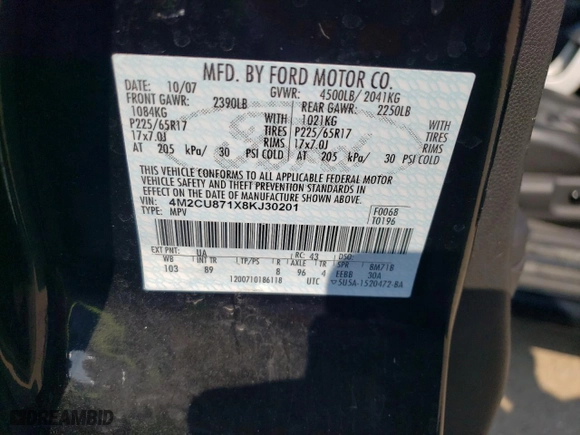 MFD. BY FORD MOTOR CO.
DATE: 10/07 GVWR: 4500LB/ 2041KG
FRONT GAWR: 2390LB REAR GAWR: 2250LB
1084KG 1021KG
P225/65R17 TIRES P225/65R17 TIRES
17x7.0J RIMS 17x7.0J RIMS
AT 205 kPa/ 30 PSI COLD AT 205 kPa/ 30 PSI COLD
THIS VEHICLE CONFORMS TO ALL APPLICABLE FEDERAL MOTOR
VEHICLE SAFETY AND THEFT PREVENTION STANDARDS IN
EFFECT ON THE DATE OF MANUFACTURE SHOWN ABOVE.
VIN: 4M2CU871X8KJ30201 F0068
TYPE: MPV T0196
EXT PNT: UA RC: 43 DSO:
WB BR INT TR TP/PS R AXLE TR SPR BM71B
103 B9 8 96 4 EEBB 30A
1200710186118 UTC ▽5U5A-1520472-BA
DREAMBID